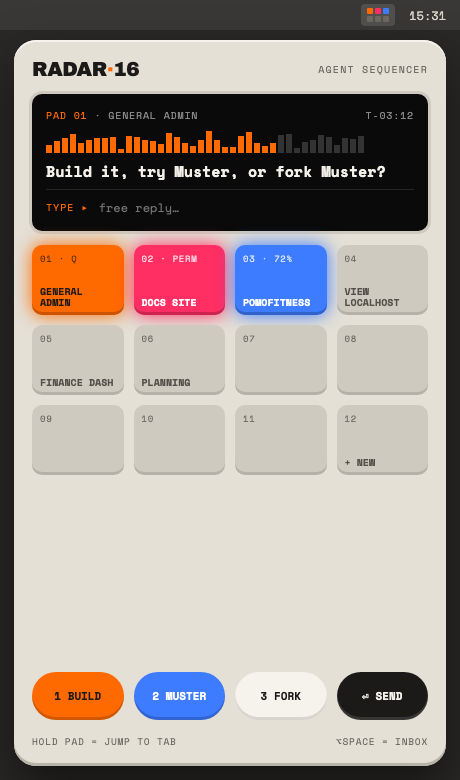 15:31
RADAR·16
AGENT SEQUENCER
PAD 01 · GENERAL ADMIN
T-03:12
Build it, try Muster, or fork Muster?
TYPE ▸ free reply…
01 · Q
GENERAL
ADMIN
02 · PERM
DOCS SITE
03 · 72%
POMOFITNESS
04
VIEW
LOCALHOST
05
FINANCE DASH
06
PLANNING
07
08
09
10
11
12
+ NEW
1 BUILD
2 MUSTER
3 FORK
⏎ SEND
HOLD PAD = JUMP TO TAB
⌥SPACE = INBOX